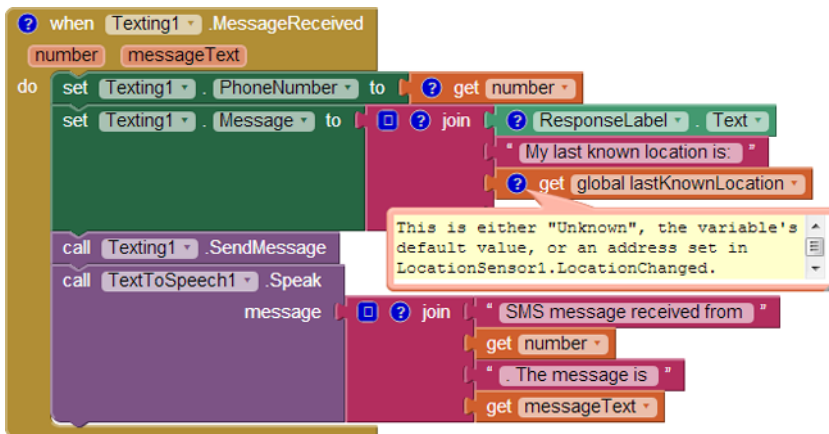 ? when Texting1 .MessageReceived
number messageText
do set Texting1 . PhoneNumber to ? get number
set Texting1 . Message to ? join ? ResponseLabel . Text
" My last known location is: "
? get global lastKnownLocation
This is either "Unknown", the variable's
default value, or an address set in
LocationSensor1.LocationChanged.
call Texting1 .SendMessage
call TextToSpeech1 .Speak
message ? join " SMS message received from "
get number
" . The message is "
get messageText